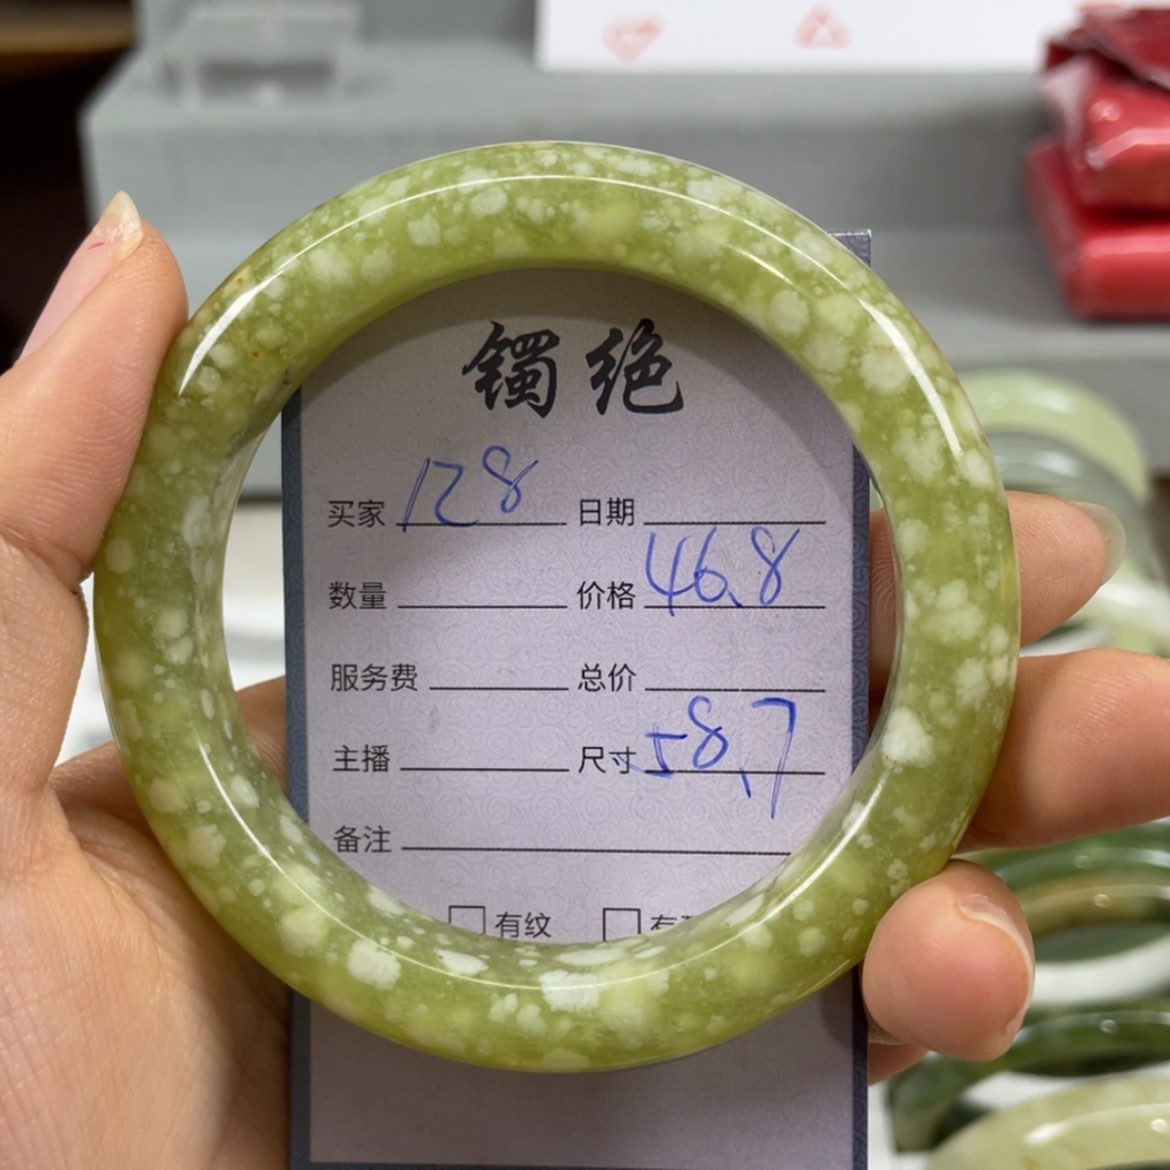 镯绝
买家 128 日期
数量 价格 46.8
服务费 总价
主播 尺寸 58.7
备注
□ 有纹 □ 有